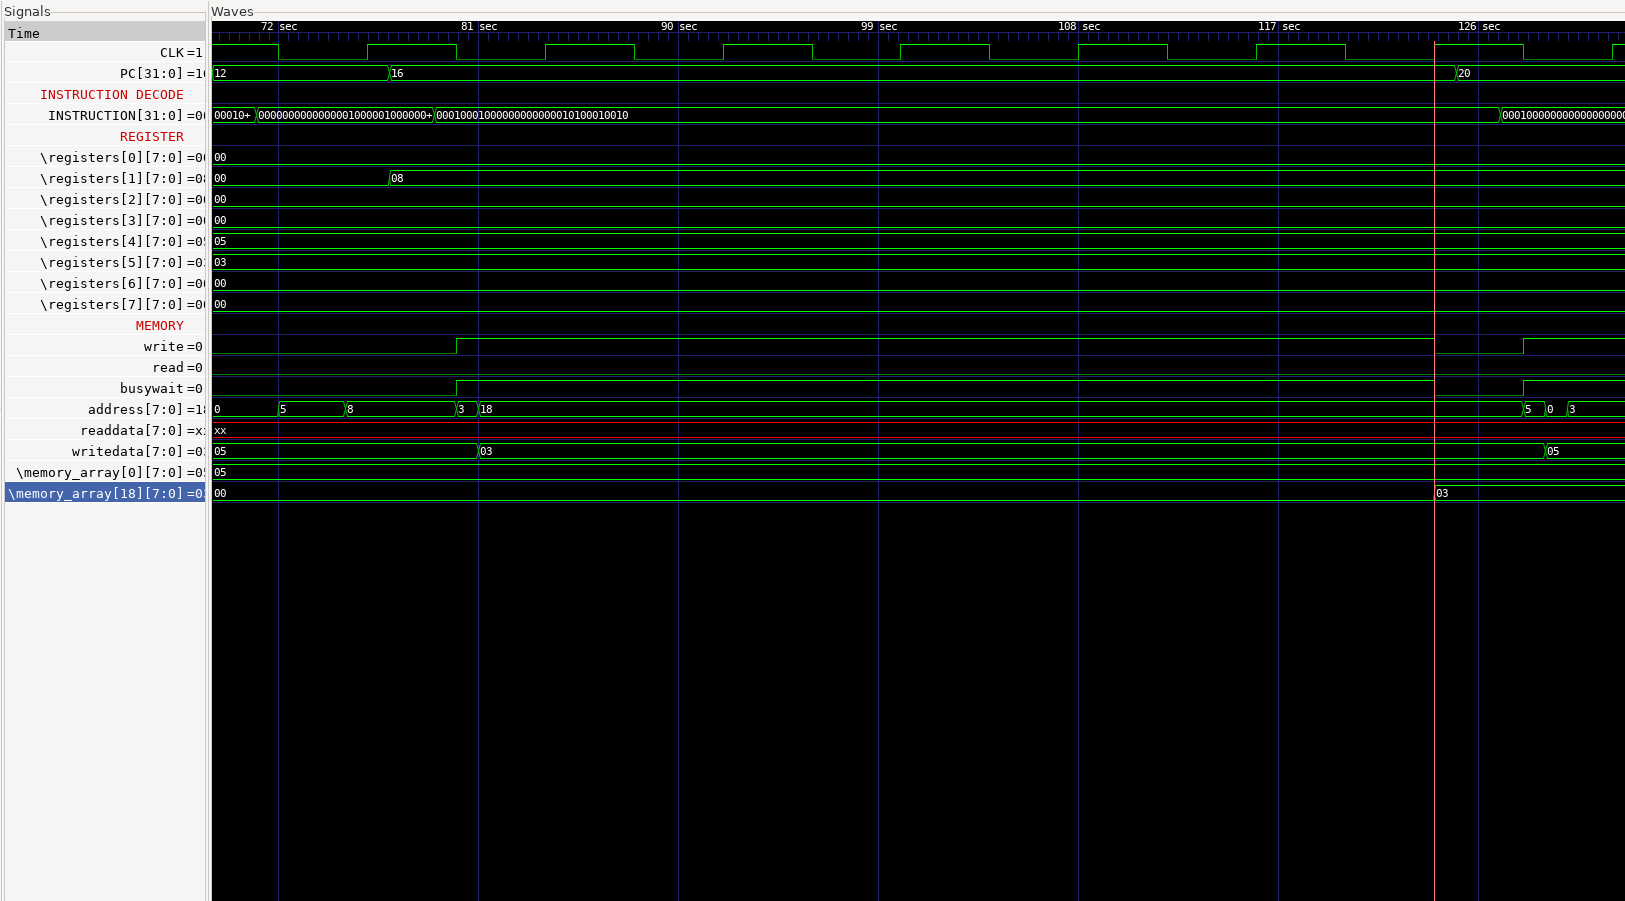 Signals Waves
Time 72 sec 81 sec 90 sec 99 sec 108 sec 117 sec 126 sec
CLK =1
PC[31:0] =1 12 16 20
INSTRUCTION DECODE
INSTRUCTION[31:0] =0 00010+ 0000000000000001000001000000+ 00010001000000000000010100010010 00010000000000000000
REGISTER
\registers[0][7:0] =0 00
\registers[1][7:0] =0 00 08
\registers[2][7:0] =0 00
\registers[3][7:0] =0 00
\registers[4][7:0] =0 05
\registers[5][7:0] =0 03
\registers[6][7:0] =0 00
\registers[7][7:0] =0 00
MEMORY
write =0
read =0
busywait =0
address[7:0] =1 0 5 8 3 18 5 0 3
readdata[7:0] =x xx
writedata[7:0] =0 05 03 05
\memory_array[0][7:0] =0 05
\memory_array[18][7:0] =0 00 03